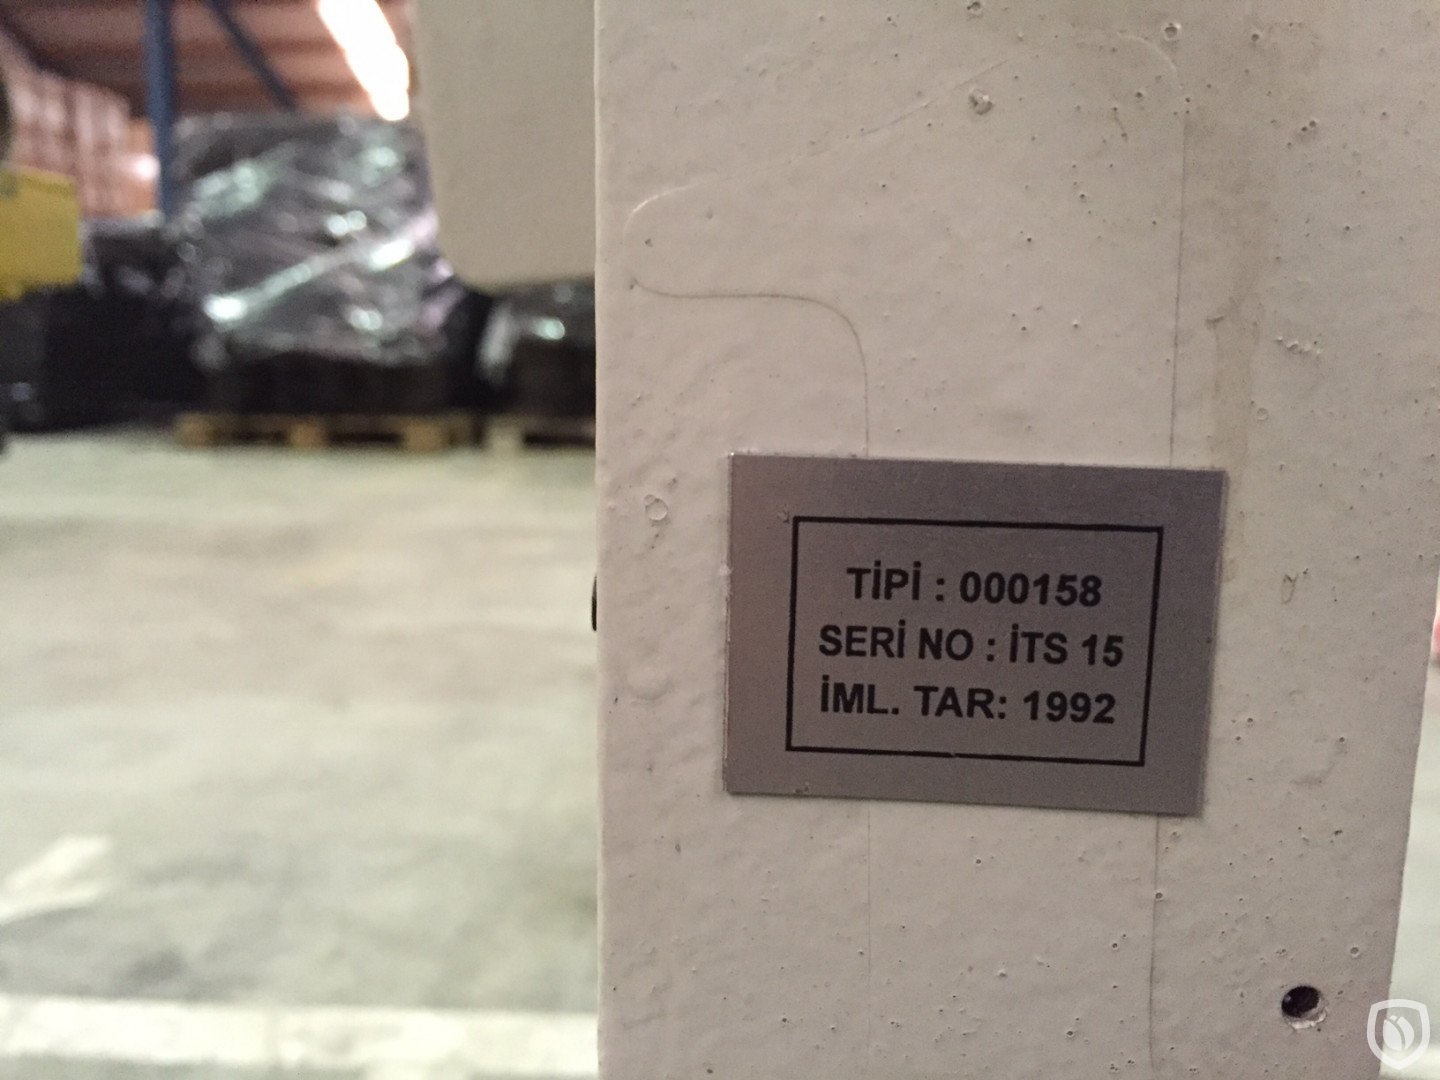 TİPİ : 000158
SERİ NO : İTS 15
İML. TAR: 1992